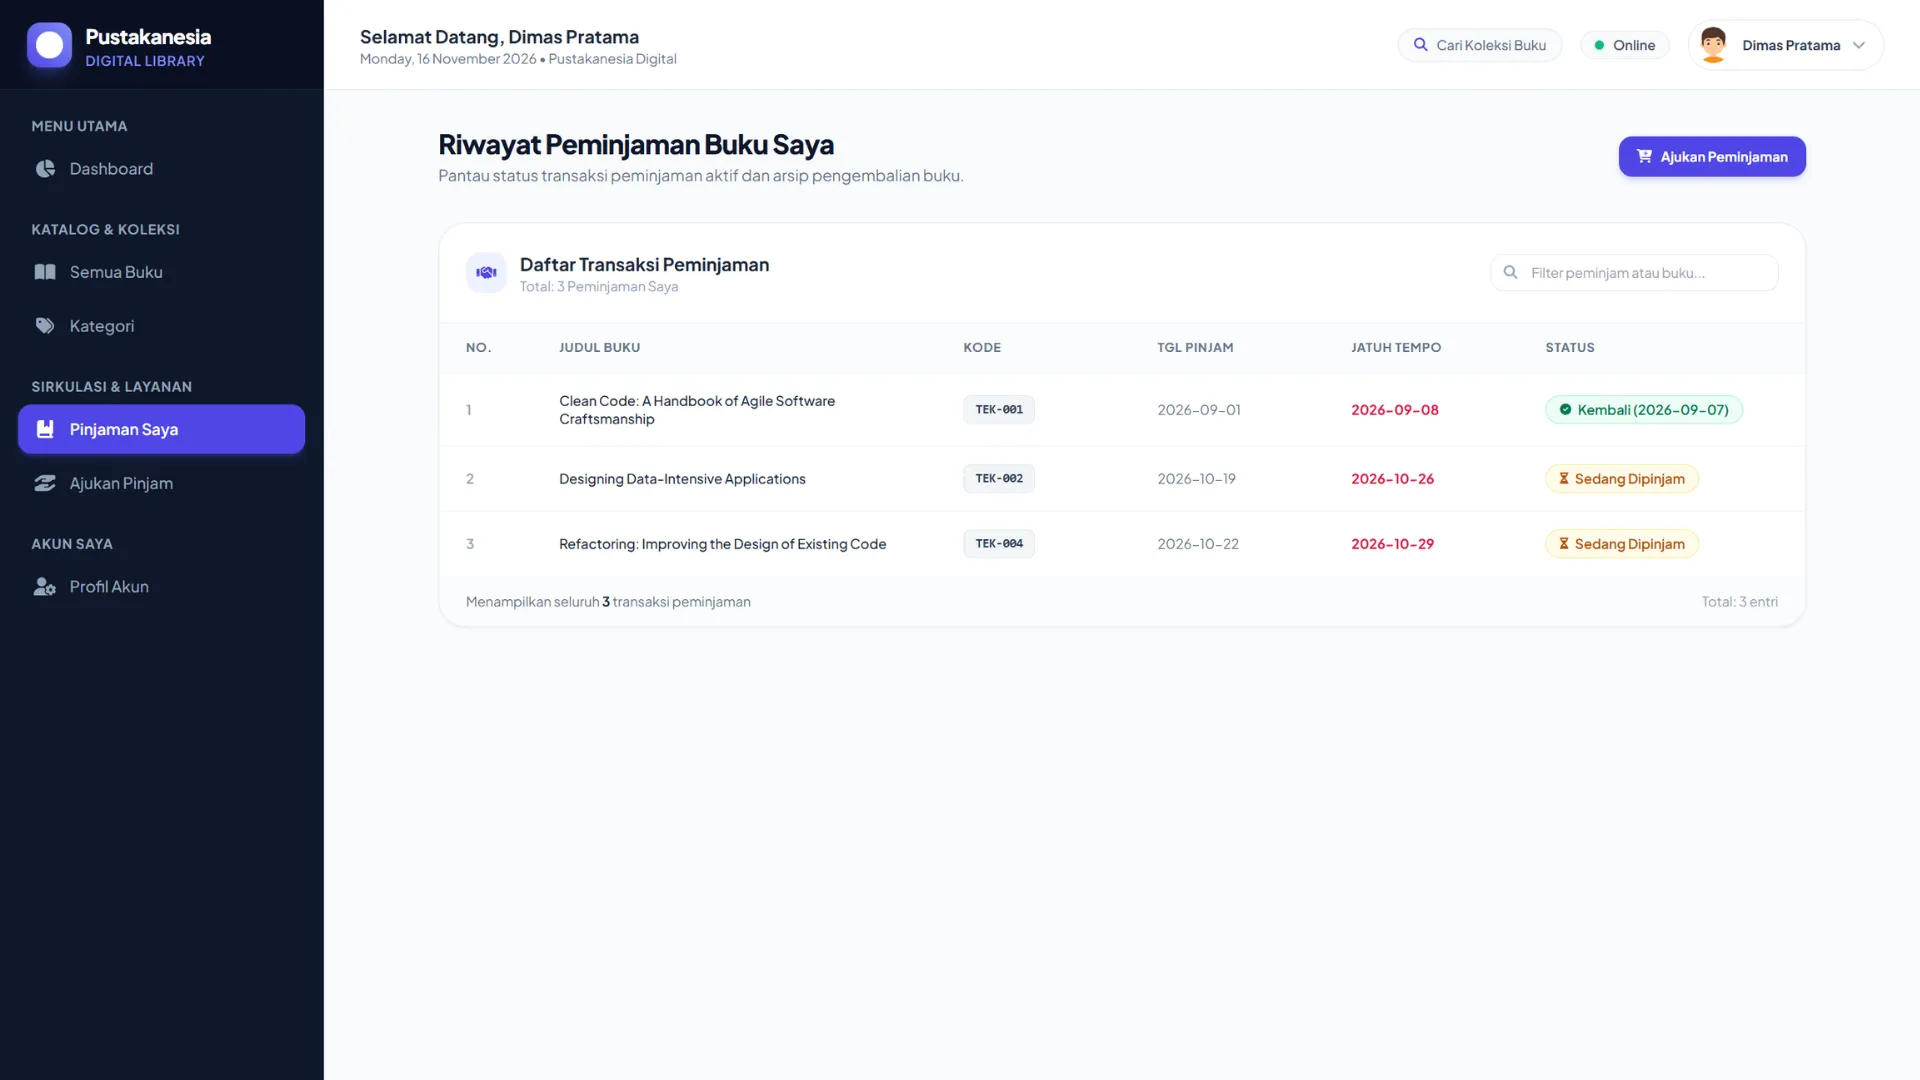 Pustakanesia
DIGITAL LIBRARY
MENU UTAMA
Dashboard
KATALOG & KOLEKSI
Semua Buku
Kategori
SIRKULASI & LAYANAN
Pinjaman Saya
Ajukan Pinjam
AKUN SAYA
Profil Akun
Selamat Datang, Dimas Pratama
Monday, 16 November 2026 • Pustakanesia Digital
Cari Koleksi Buku
Online
Dimas Pratama
Riwayat Peminjaman Buku Saya
Pantau status transaksi peminjaman aktif dan arsip pengembalian buku.
Ajukan Peminjaman
Daftar Transaksi Peminjaman
Total: 3 Peminjaman Saya
Filter peminjam atau buku...
NO. JUDUL BUKU KODE TGL PINJAM JATUH TEMPO STATUS
1 Clean Code: A Handbook of Agile Software
Craftsmanship TEK-001 2026-09-01 2026-09-08 Kembali (2026-09-07)
2 Designing Data-Intensive Applications TEK-002 2026-10-19 2026-10-26 Sedang Dipinjam
3 Refactoring: Improving the Design of Existing Code TEK-004 2026-10-22 2026-10-29 Sedang Dipinjam
Menampilkan seluruh 3 transaksi peminjaman
Total: 3 entri